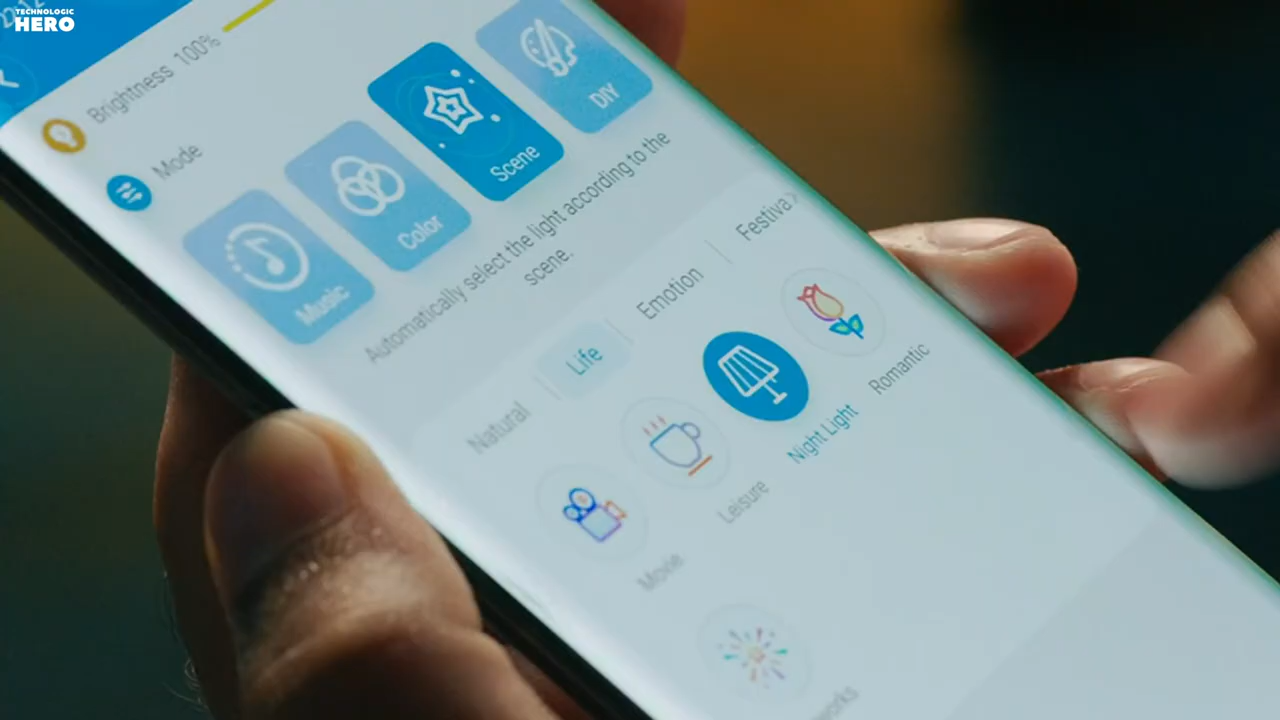 TECHNOLOGIC
HERO
Brightness 100%
Mode
Music
Color
Scene
DIY
Automatically select the light according to the
scene.
Natural
Life
Emotion
Festiva
Movie
Leisure
Night Light
Romantic